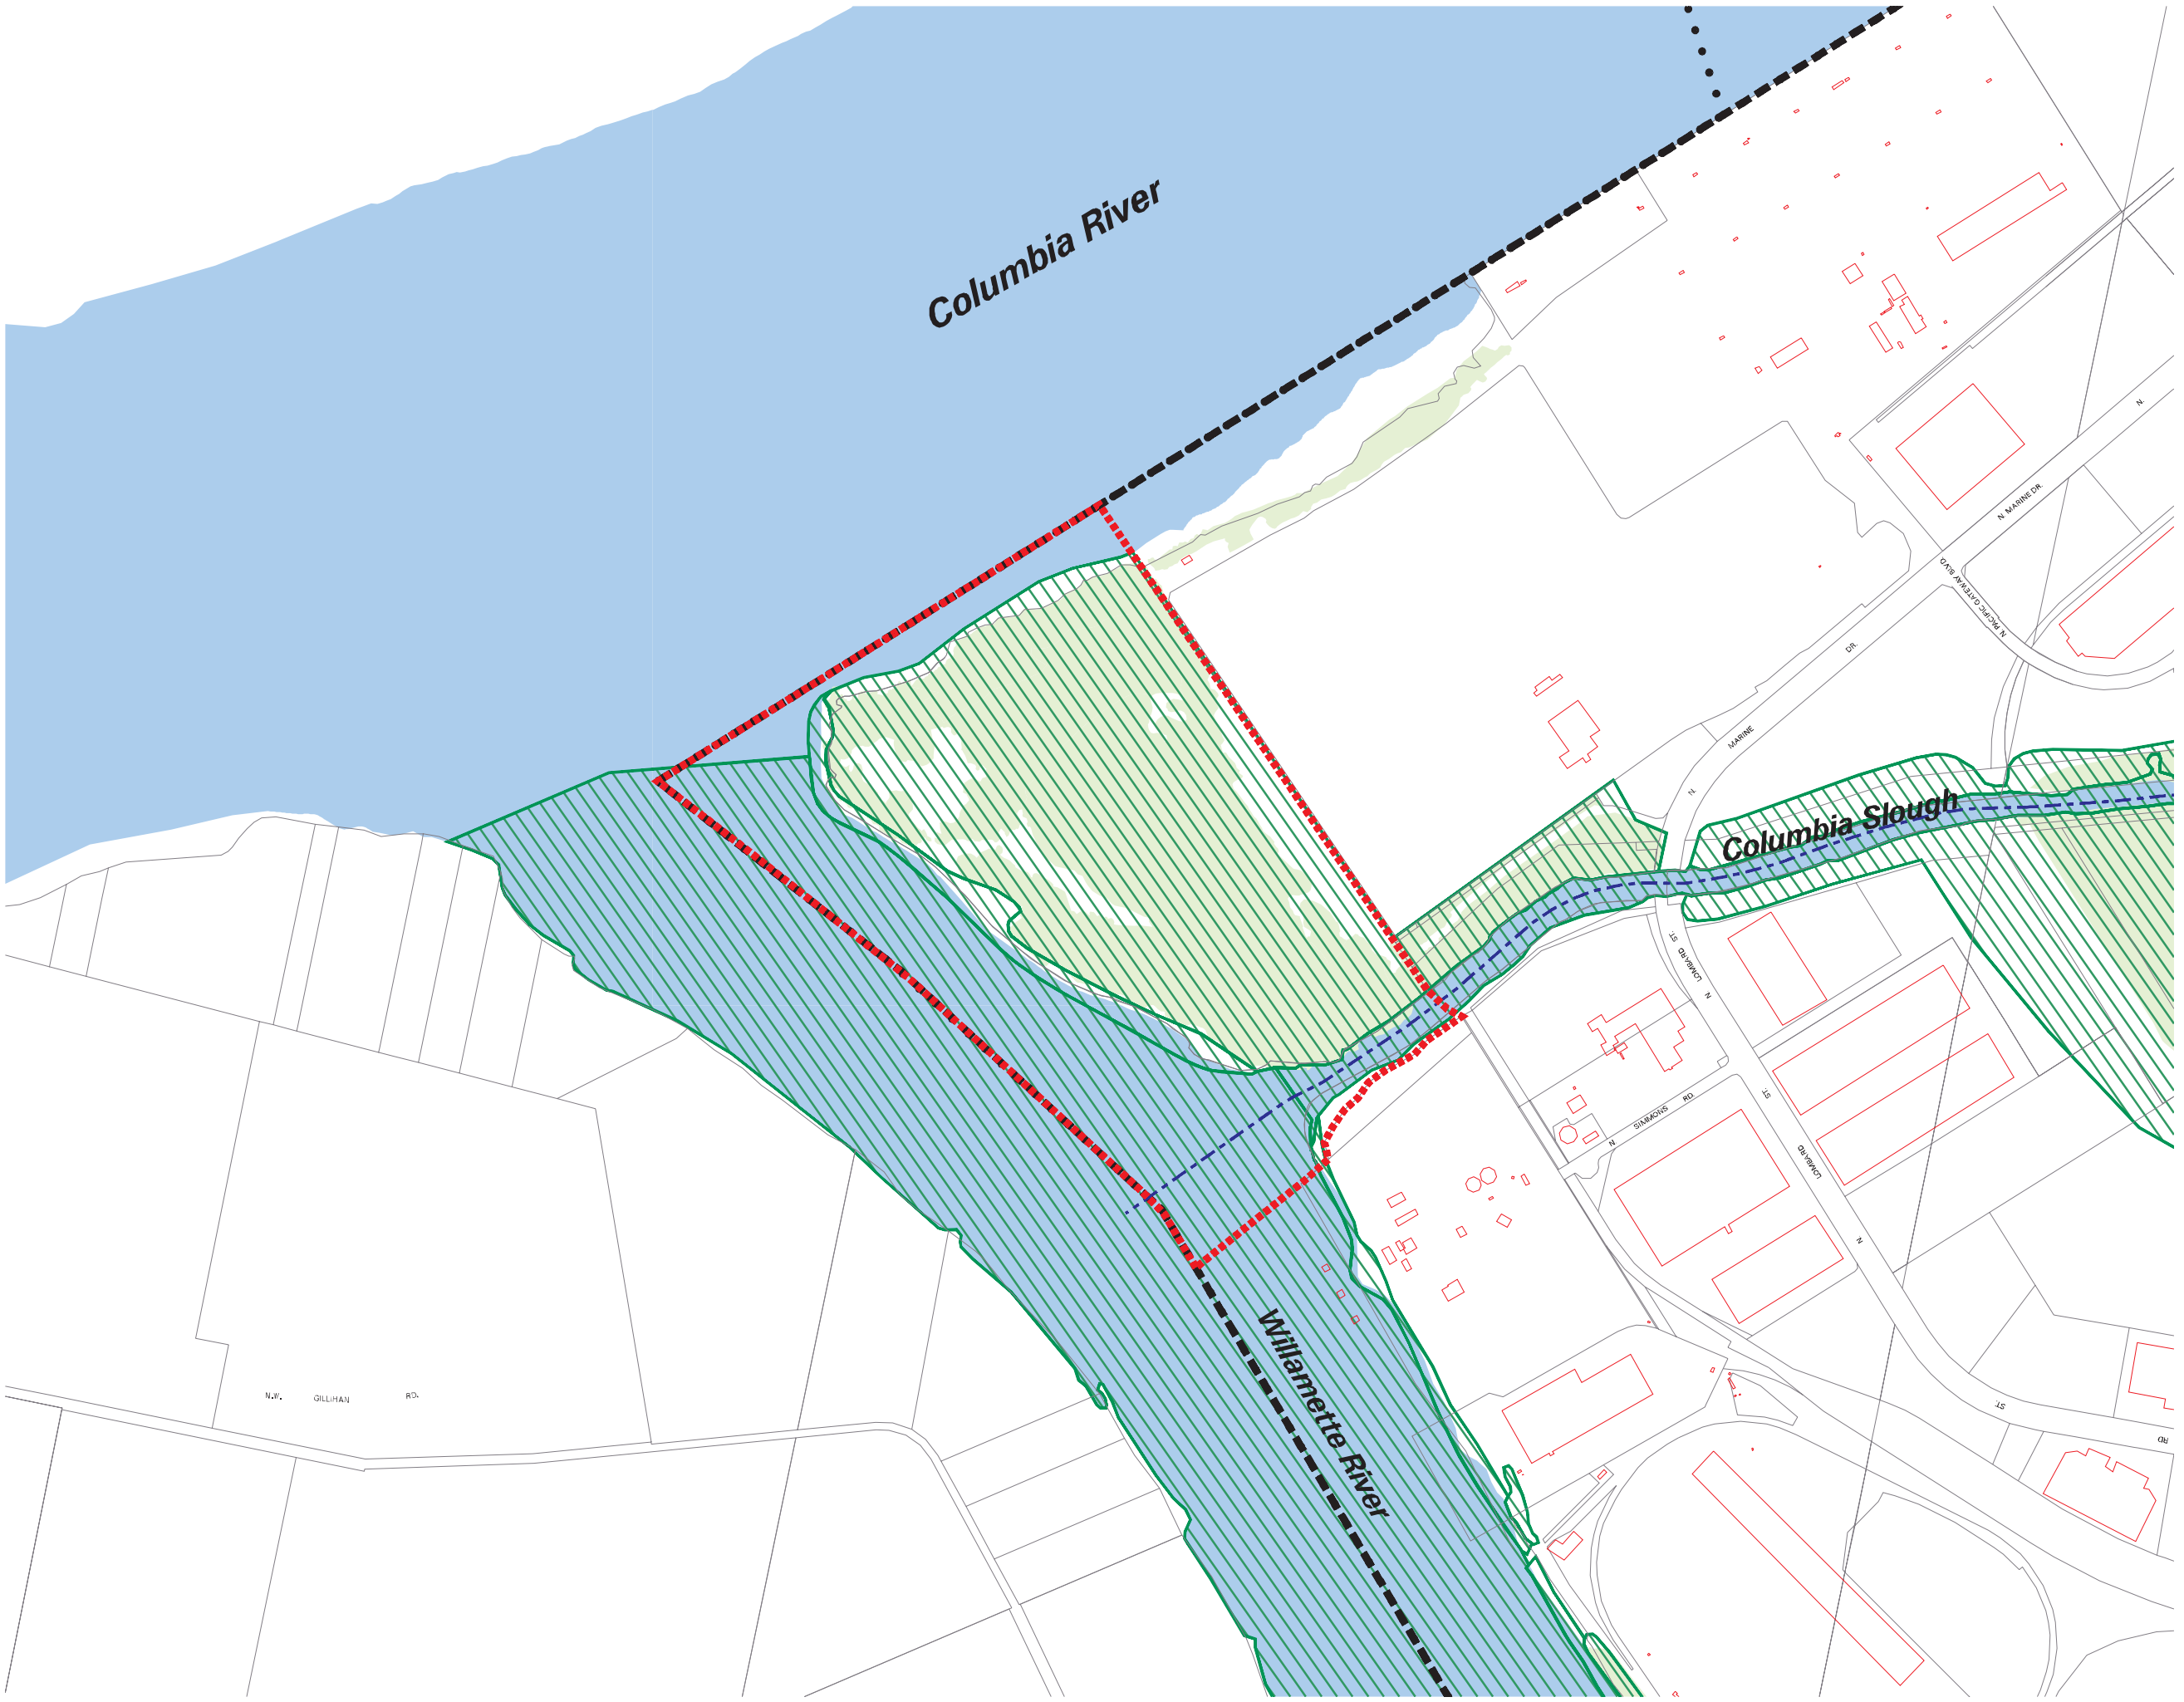 Columbia River
N.
N. MARINE DR.
N PACIFIC GATEWAY BLVD.
DR.
MARINE
N.
Columbia Slough
ST.
LOMBARD
N
SIMMONS RD.
N
ST.
LOMBARD
N
Willamette River
N.W. GILLIHAN RD.
ST.
RD